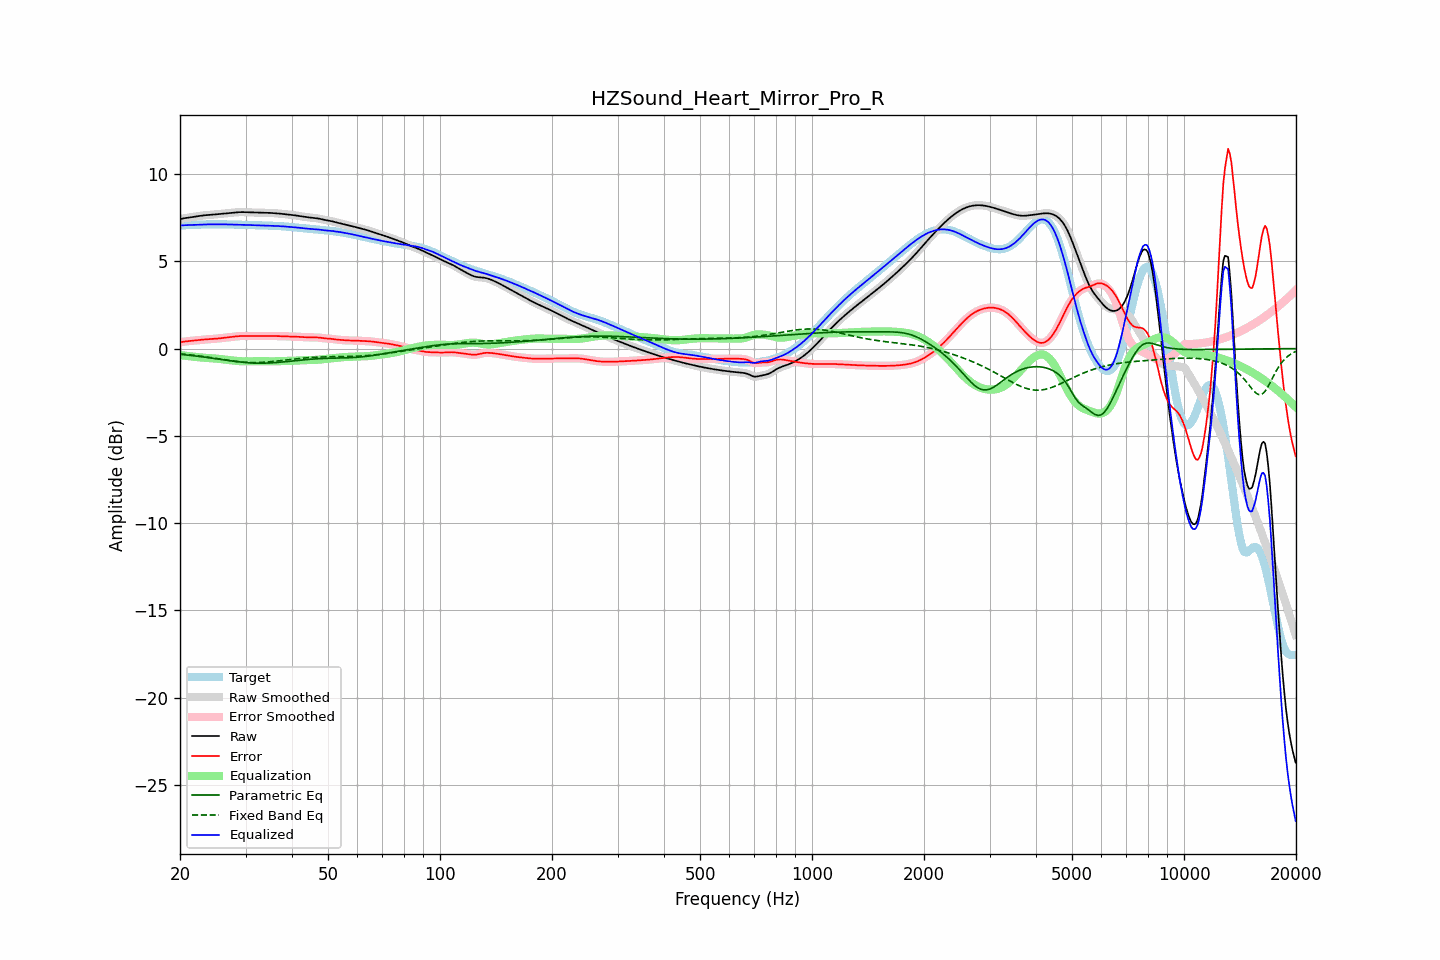 HZSound_Heart_Mirror_Pro_R
Amplitude (dBr)
10
5
0
−5
−10
−15
−20
−25
Target
Raw Smoothed
Error Smoothed
Raw
Error
Equalization
Parametric Eq
Fixed Band Eq
Equalized
20 50 100 200 500 1000 2000 5000 10000 20000
Frequency (Hz)